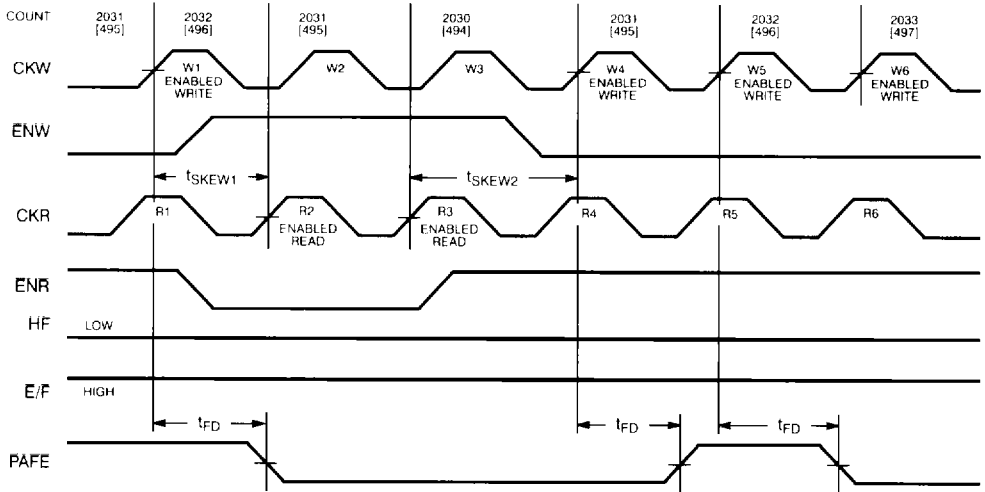 COUNT 2031 2032 2031 2030 2031 2032 2033
[495] [496] [495] [494] [495] [496] [497]
CKW W1 W2 W3 W4 W5 W6
ENABLED ENABLED ENABLED ENABLED
WRITE WRITE WRITE WRITE
ENW
tSKEW1 tSKEW2
CKR R1 R2 R3 R4 R5 R6
ENABLED ENABLED
READ READ
ENR
HF LOW
E/F HIGH
tFD tFD tFD
PAFE